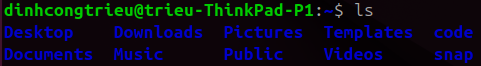 dinhcongtrieu@trieu-ThinkPad-P1:~$ ls
Desktop Downloads Pictures Templates code
Documents Music Public Videos snap